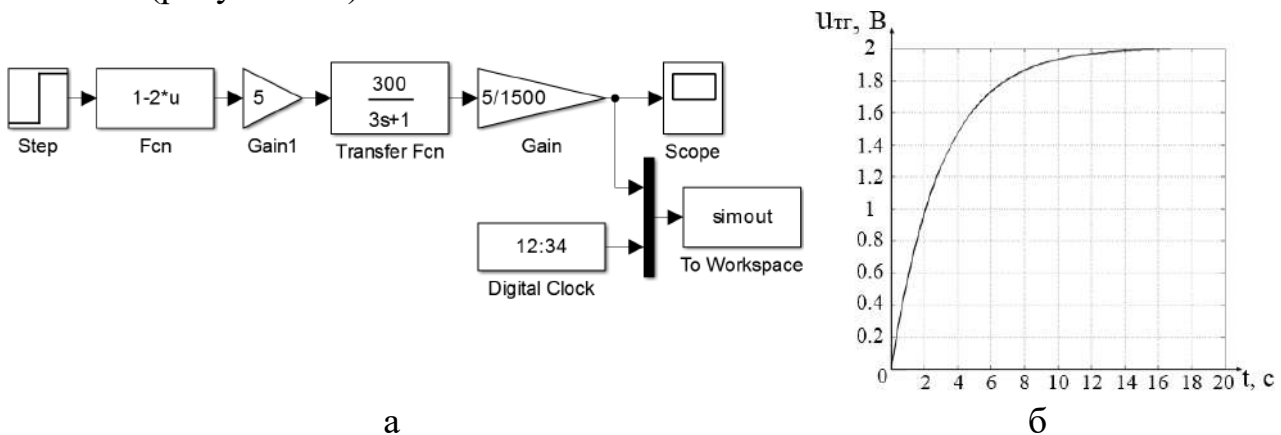 1-2*u
5
300
3s+1
5/1500
Step
Fcn
Gain1
Transfer Fcn
Gain
Scope
12:34
simout
Digital Clock
To Workspace
uтг, В
2
1.8
1.6
1.4
1.2
1
0.8
0.6
0.4
0.2
0
2 4 6 8 10 12 14 16 18 20 t, с
а
б